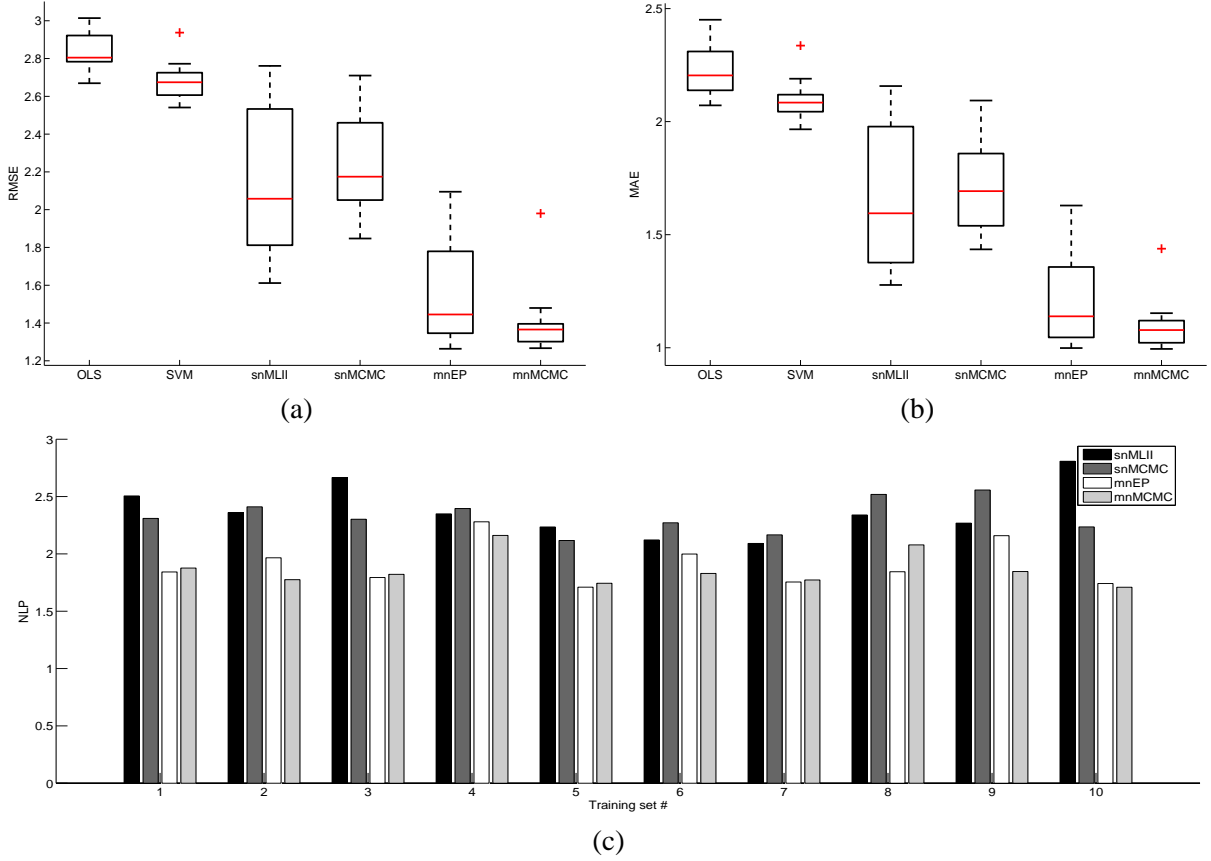 3
2.8
2.6
2.4
2.2
2
1.8
1.6
1.4
1.2
RMSE
OLS SVM snMLII snMCMC mnEP mnMCMC
(a)
2.5
2
1.5
1
MAE
OLS SVM snMLII snMCMC mnEP mnMCMC
(b)
3
2.5
2
1.5
1
0.5
0
NLP
snMLII
snMCMC
mnEP
mnMCMC
1 2 3 4 5 6 7 8 9 10
Training set #
(c)